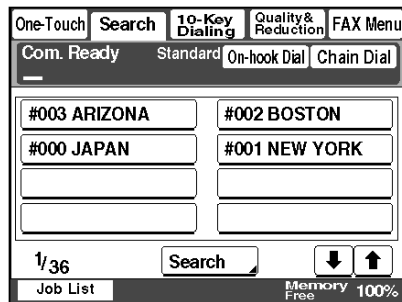 One-Touch Search 10-Key Dialing Quality& Reduction FAX Menu
Com. Ready Standard On-hook Dial Chain Dial
#003 ARIZONA #002 BOSTON
#000 JAPAN #001 NEW YORK
1/36 Search
Job List Memory Free 100%